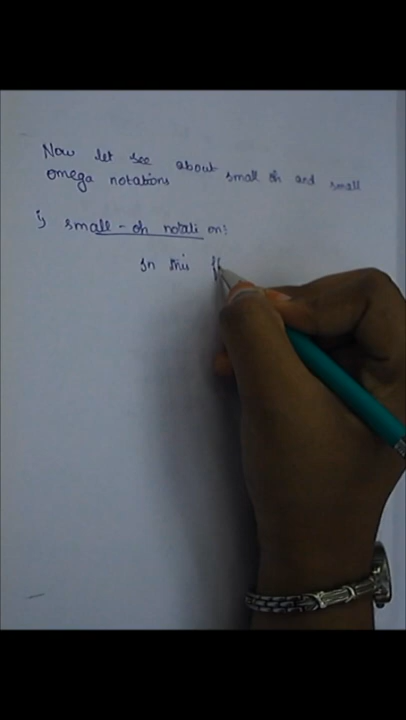 Now let see about small oh and small
omega notations
i) small-oh notation:
In this